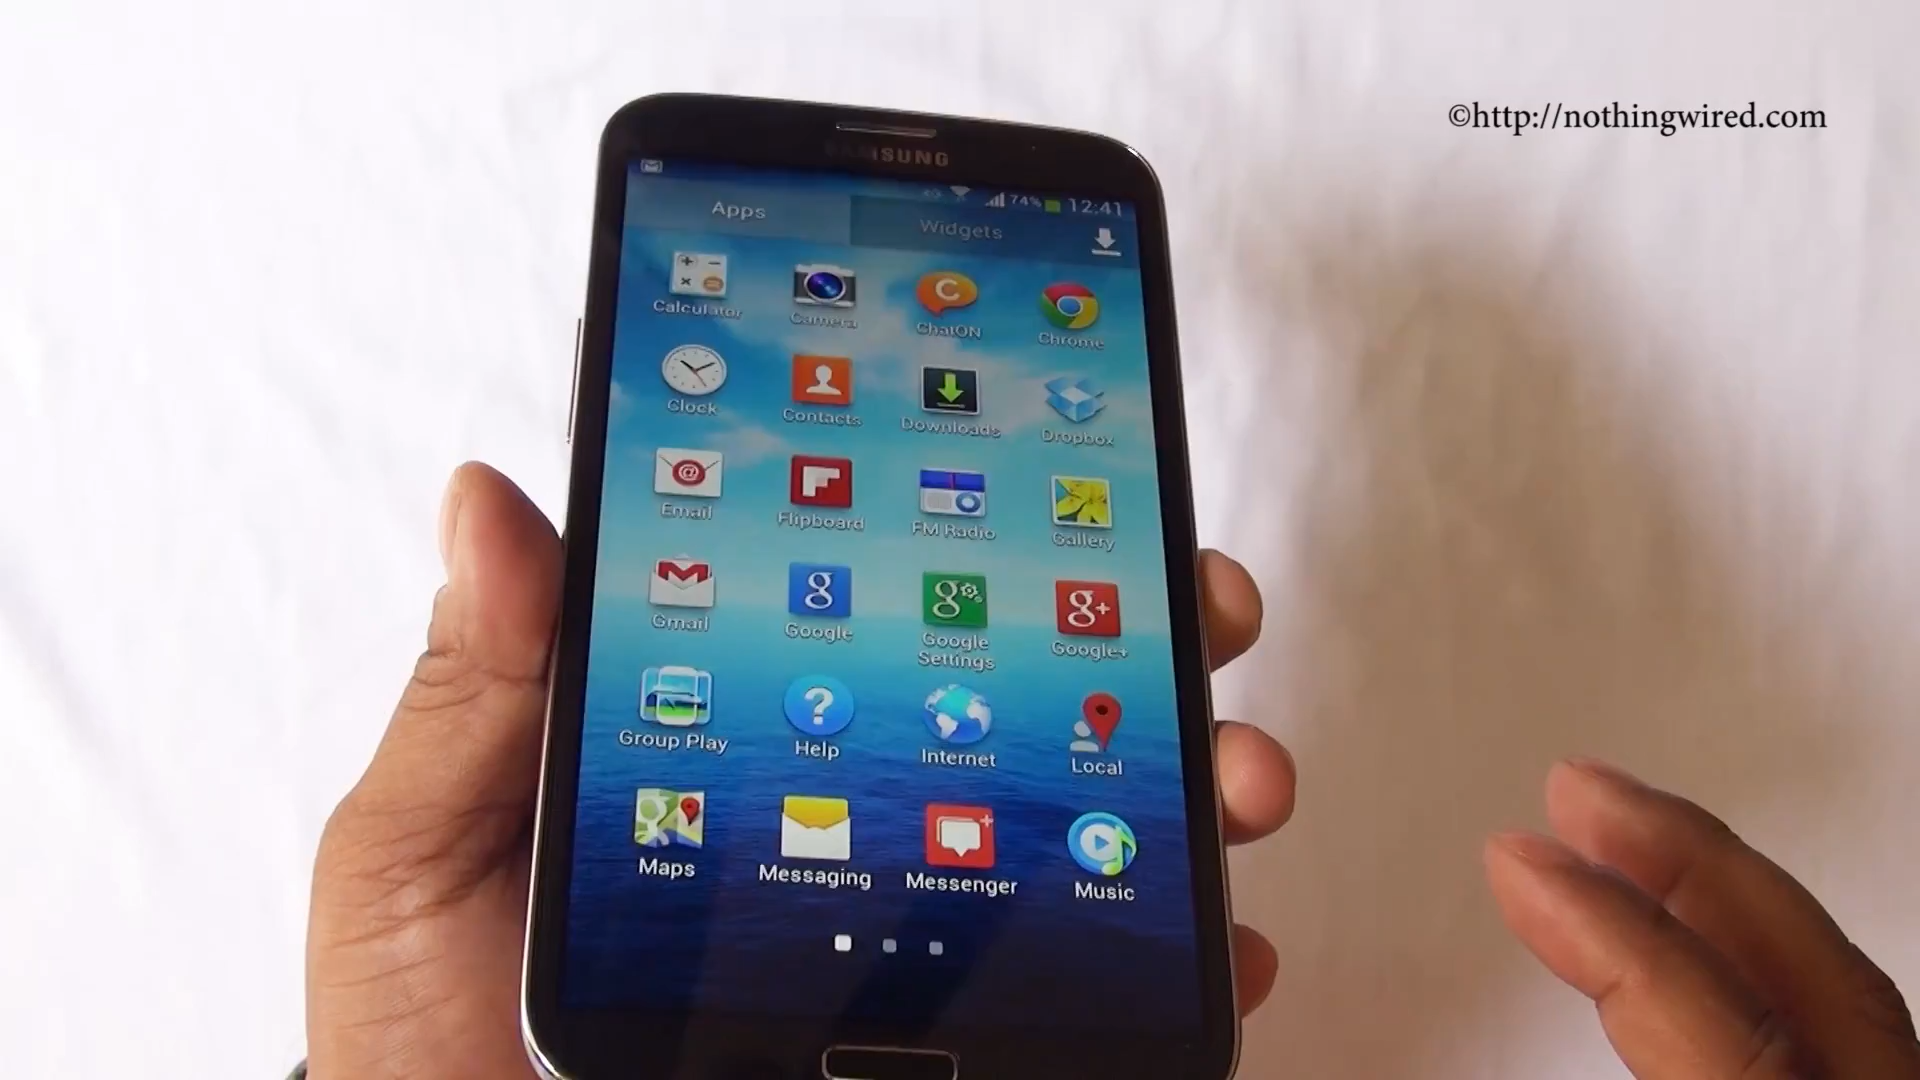 ©http://nothingwired.com
SAMSUNG
74% 12:41
Apps Widgets
Calculator Camera ChatON Chrome
Clock Contacts Downloads Dropbox
Email Flipboard FM Radio Gallery
Gmail Google Google Settings Google+
Group Play Help Internet Local
Maps Messaging Messenger Music